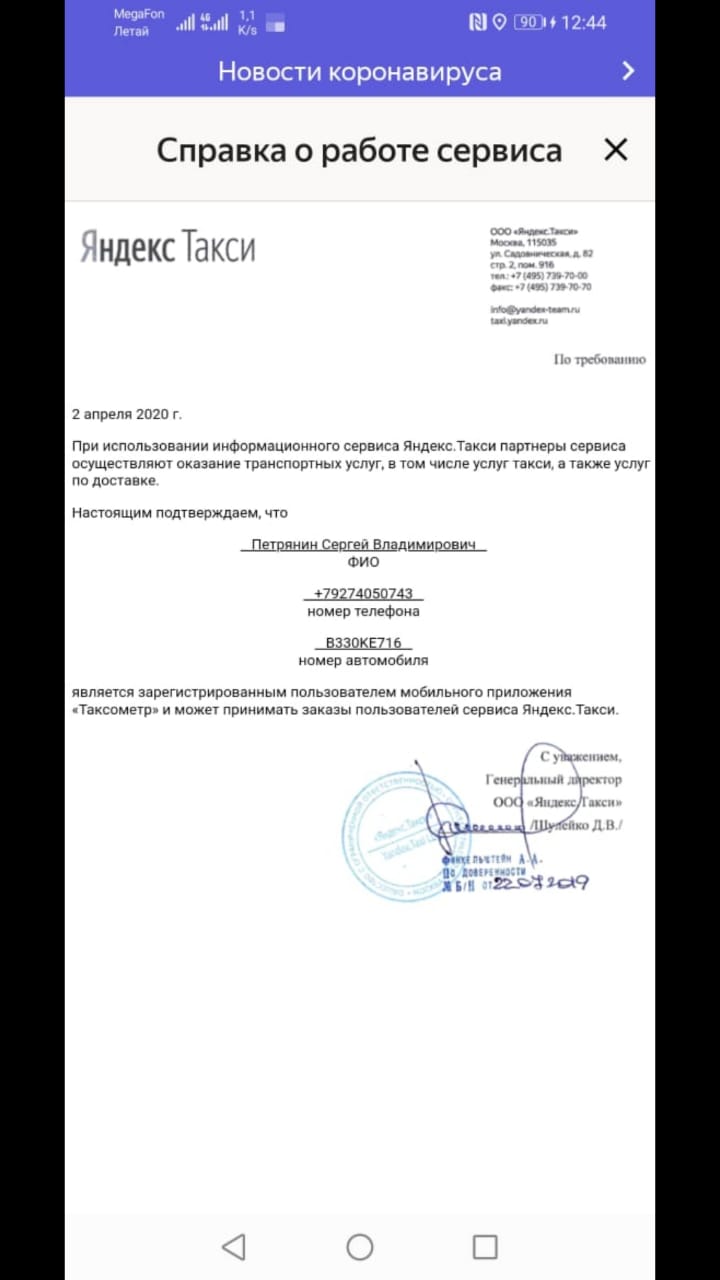 MegaFon
Летай
4G
1,1
K/s
90
12:44
Новости коронавируса
Справка о работе сервиса
Яндекс Такси
ООО «Яндекс.Такси»
Москва, 115035
ул. Садовническая, д. 82
стр. 2, пом. 916
тел.: +7 (495) 739-70-00
факс: +7 (495) 739-70-70
info@yandex-team.ru
taxi.yandex.ru
По требованию
2 апреля 2020 г.
При использовании информационного сервиса Яндекс.Такси партнеры сервиса
осуществляют оказание транспортных услуг, в том числе услуг такси, а также услуг
по доставке.
Настоящим подтверждаем, что
Петрянин Сергей Владимирович
ФИО
+79274050743
номер телефона
В330КЕ716
номер автомобиля
является зарегистрированным пользователем мобильного приложения
«Таксометр» и может принимать заказы пользователей сервиса Яндекс.Такси.
С уважением,
Генеральный директор
ООО «Яндекс.Такси»
/Шулейко Д.В./
«Яндекс.Такси»
ФИНКЕЛЬШТЕЙН А.А.
ПО ДОВЕРЕННОСТИ
№ Б/Н от 22.07.2019